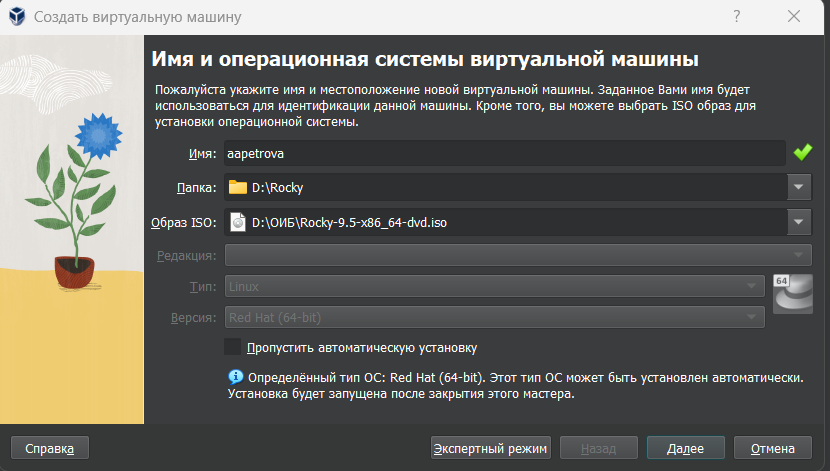 Создать виртуальную машину
?
Имя и операционная системы виртуальной машины
Пожалуйста укажите имя и местоположение новой виртуальной машины. Заданное Вами имя будет
использоваться для идентификации данной машины. Кроме того, вы можете выбрать ISO образ для
установки операционной системы.
Имя: aapetrova
Папка: D:\Rocky
Образ ISO: D:\ОИБ\Rocky-9.5-x86_64-dvd.iso
Редакция:
Тип: Linux
64
Версия: Red Hat (64-bit)
Пропустить автоматическую установку
Определённый тип ОС: Red Hat (64-bit). Этот тип ОС может быть установлен автоматически.
Установка будет запущена после закрытия этого мастера.
Справка Экспертный режим Назад Далее Отмена